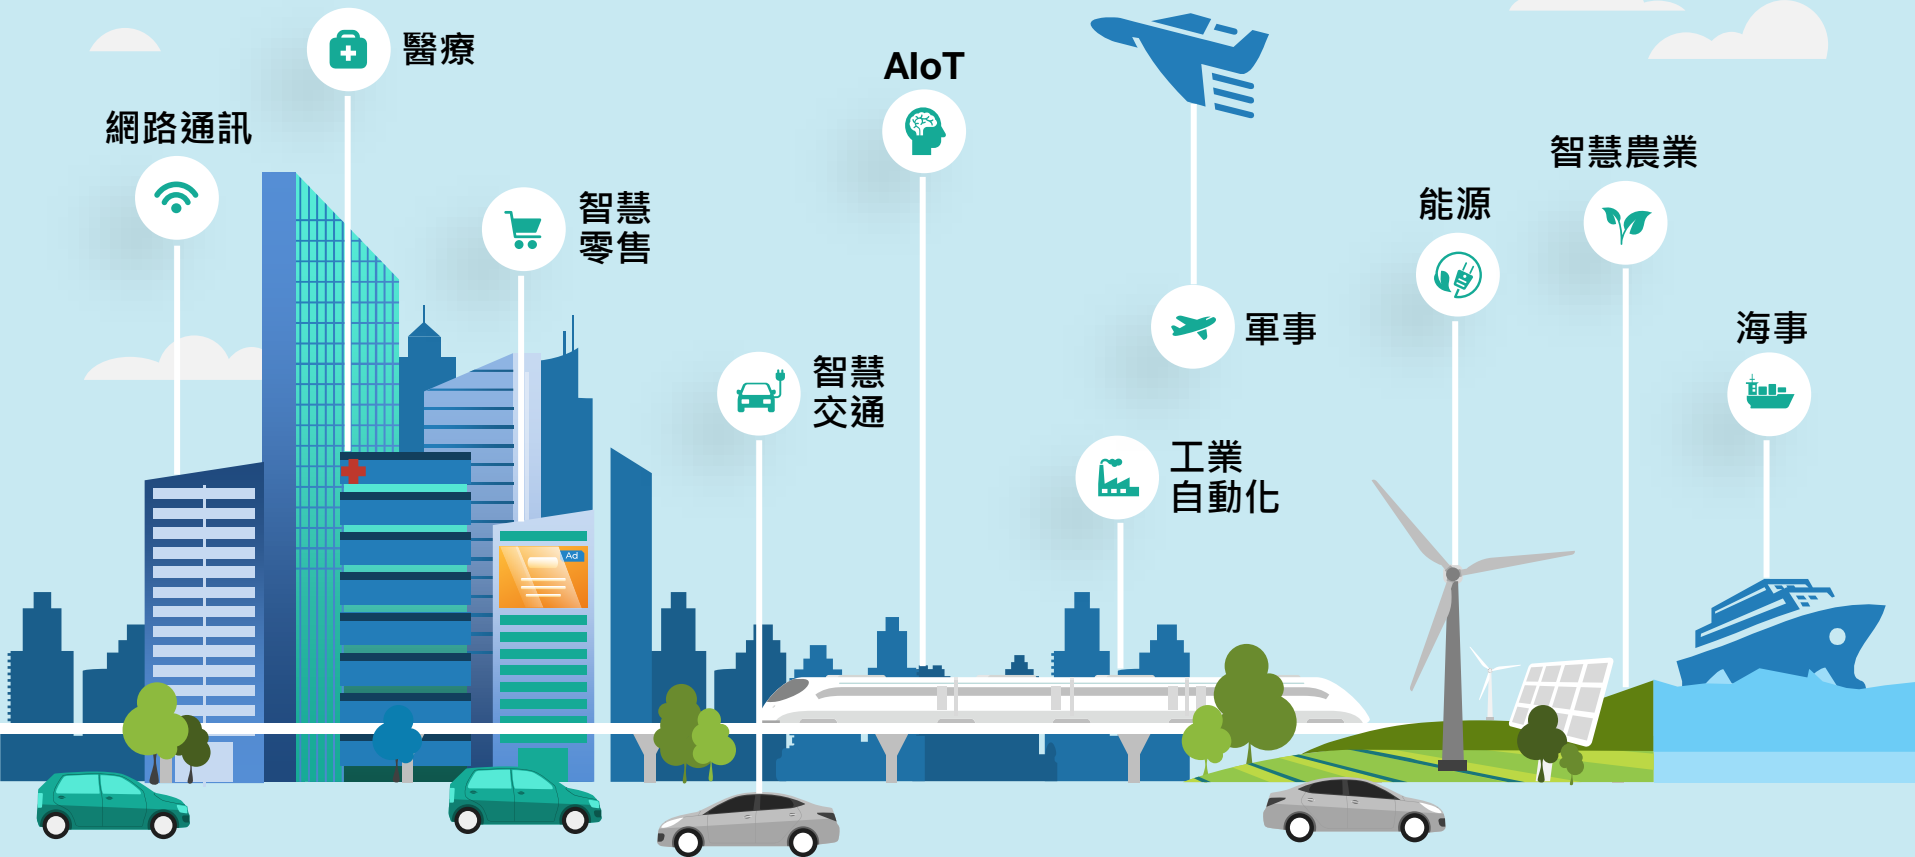 醫療
網路通訊
智慧
零售
AIoT
智慧
交通
軍事
工業
自動化
能源
智慧農業
海事
Ad